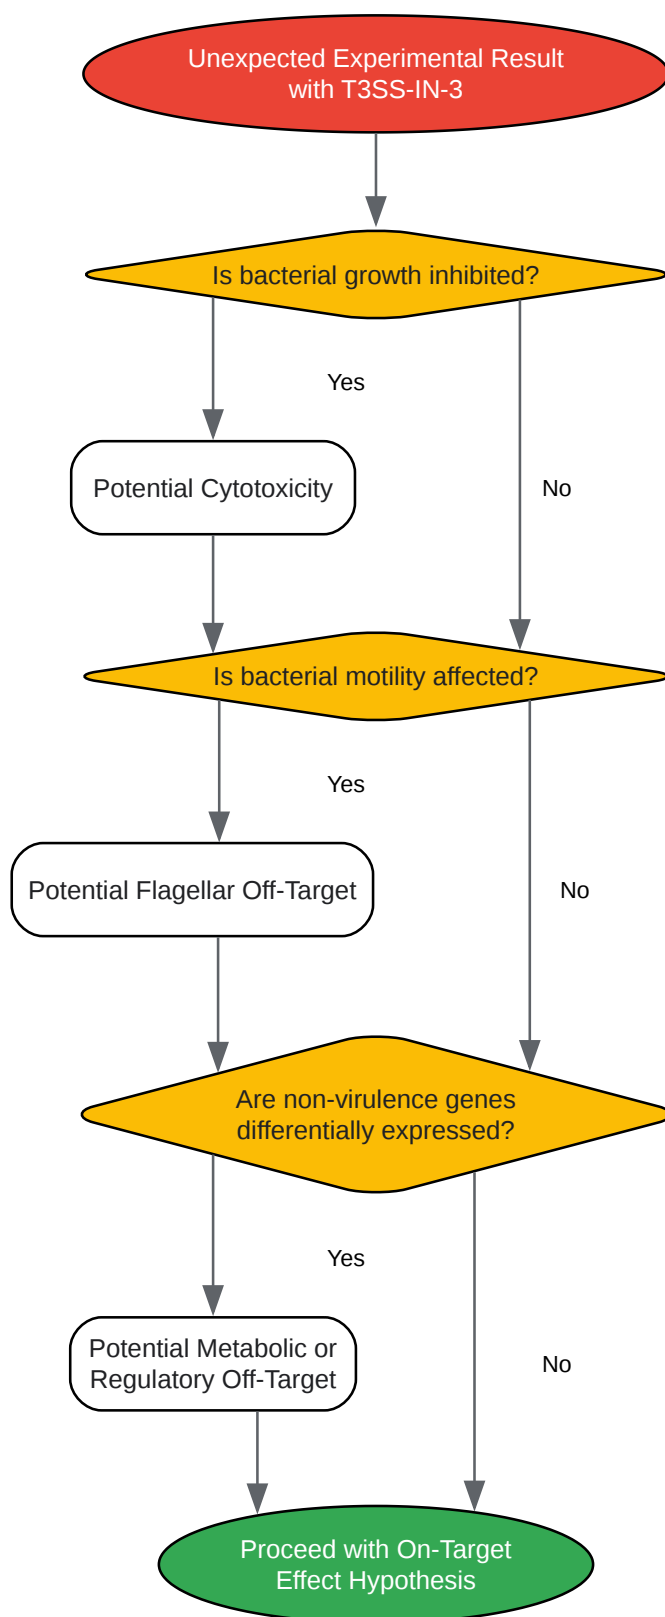 Unexpected Experimental Result
with T3SS-IN-3
Is bacterial growth inhibited?
Yes
Potential Cytotoxicity
No
Is bacterial motility affected?
Yes
Potential Flagellar Off-Target
No
Are non-virulence genes
differentially expressed?
Yes
Potential Metabolic or
Regulatory Off-Target
No
Proceed with On-Target
Effect Hypothesis